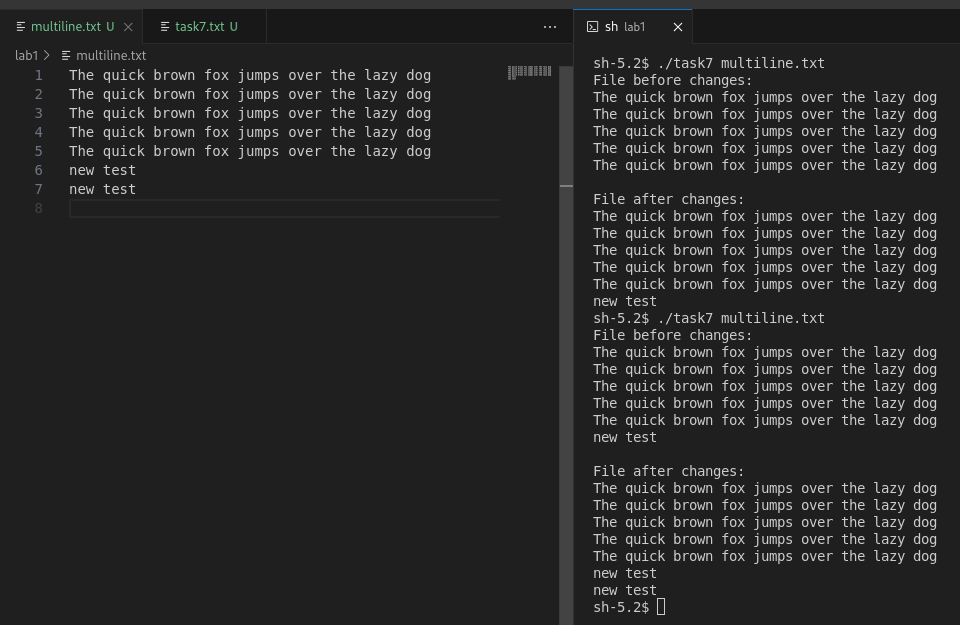 multiline.txt U
task7.txt U
lab1 > multiline.txt
1 The quick brown fox jumps over the lazy dog
2 The quick brown fox jumps over the lazy dog
3 The quick brown fox jumps over the lazy dog
4 The quick brown fox jumps over the lazy dog
5 The quick brown fox jumps over the lazy dog
6 new test
7 new test
8
sh lab1
sh-5.2$ ./task7 multiline.txt
File before changes:
The quick brown fox jumps over the lazy dog
The quick brown fox jumps over the lazy dog
The quick brown fox jumps over the lazy dog
The quick brown fox jumps over the lazy dog
The quick brown fox jumps over the lazy dog

File after changes:
The quick brown fox jumps over the lazy dog
The quick brown fox jumps over the lazy dog
The quick brown fox jumps over the lazy dog
The quick brown fox jumps over the lazy dog
The quick brown fox jumps over the lazy dog
new test
sh-5.2$ ./task7 multiline.txt
File before changes:
The quick brown fox jumps over the lazy dog
The quick brown fox jumps over the lazy dog
The quick brown fox jumps over the lazy dog
The quick brown fox jumps over the lazy dog
The quick brown fox jumps over the lazy dog
new test

File after changes:
The quick brown fox jumps over the lazy dog
The quick brown fox jumps over the lazy dog
The quick brown fox jumps over the lazy dog
The quick brown fox jumps over the lazy dog
The quick brown fox jumps over the lazy dog
new test
new test
sh-5.2$